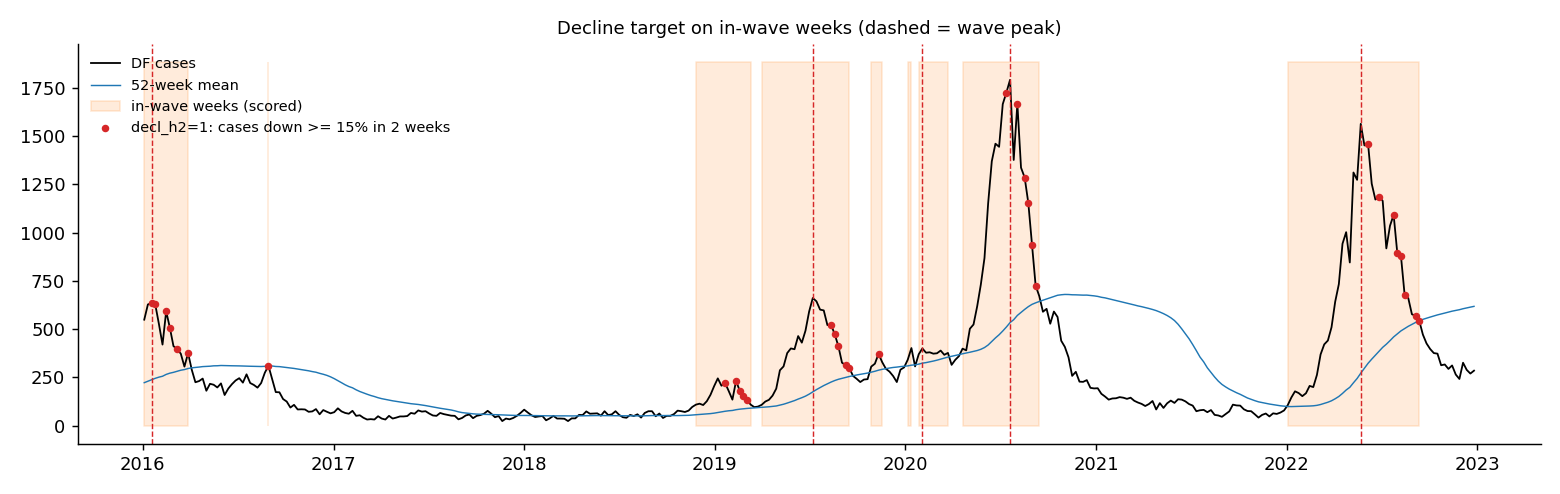 Decline target on in-wave weeks (dashed = wave peak)
DF cases
52-week mean
in-wave weeks (scored)
decl_h2=1: cases down >= 15% in 2 weeks
1750
1500
1250
1000
750
500
250
0
2016 2017 2018 2019 2020 2021 2022 2023